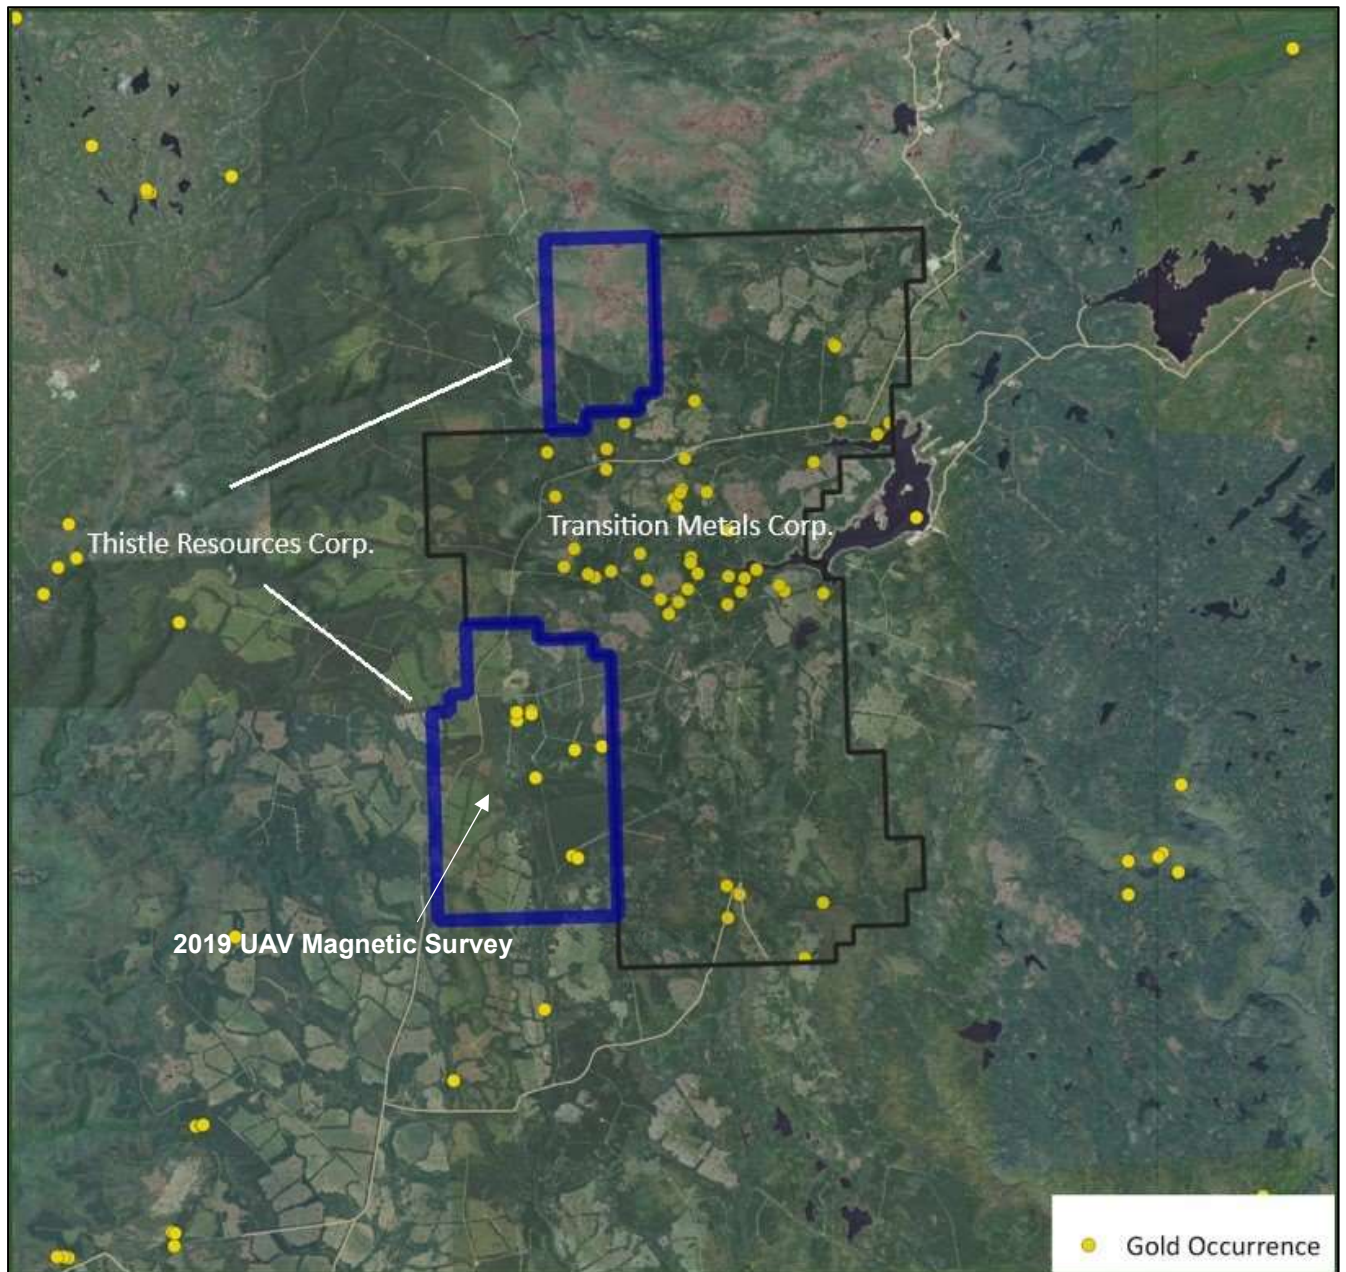 Transition Metals Corp.
Thistle Resources Corp.
2019 UAV Magnetic Survey
Gold Occurrence